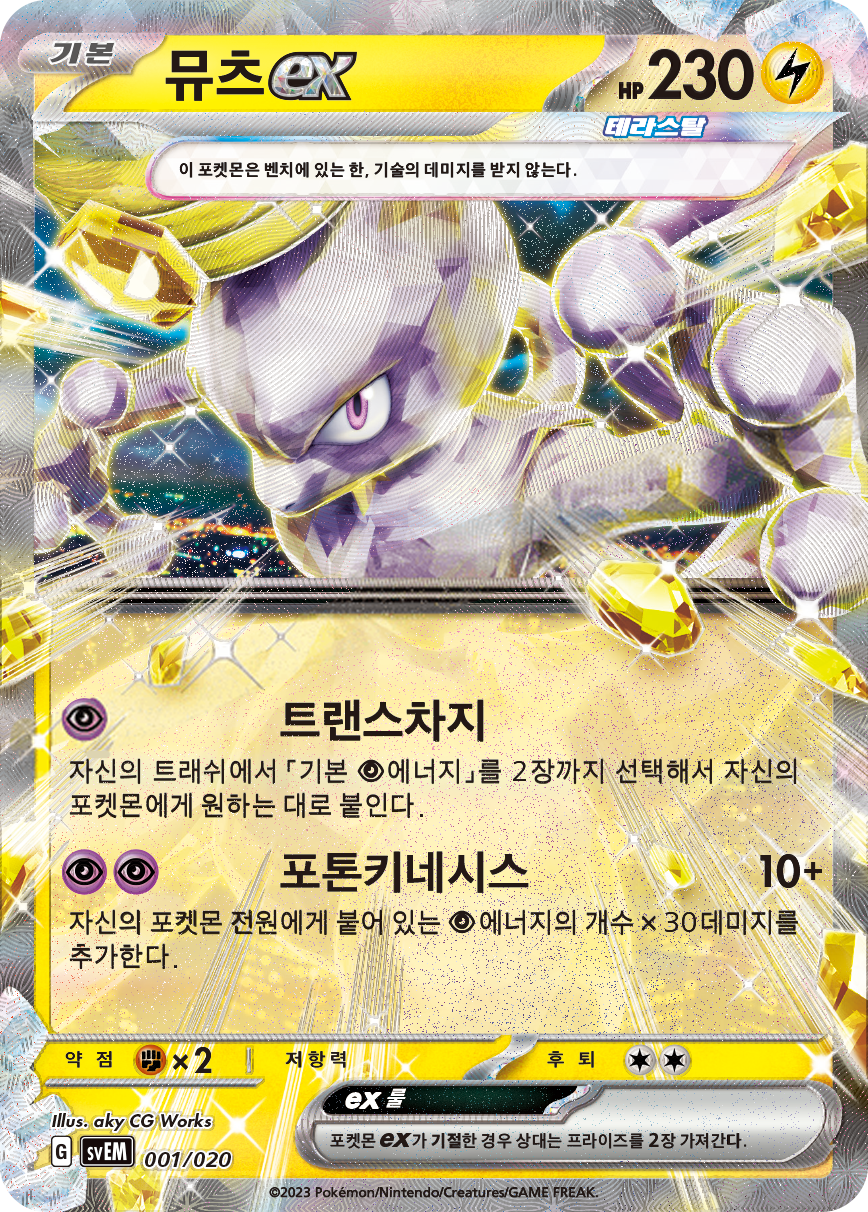 기본 뮤츠 ex HP 230
테라스탈
이 포켓몬은 벤치에 있는 한, 기술의 데미지를 받지 않는다.
트랜스차지
자신의 트래쉬에서 「기본 에너지」를 2장까지 선택해서 자신의
포켓몬에게 원하는 대로 붙인다.
포톤키네시스 10+
자신의 포켓몬 전원에게 붙어 있는 에너지의 개수×30데미지를
추가한다.
약점 ×2 저항력 후퇴
ex 룰
포켓몬 ex가 기절한 경우 상대는 프라이즈를 2장 가져간다.
Illus. aky CG Works
G svEM 001/020
©2023 Pokémon/Nintendo/Creatures/GAME FREAK.